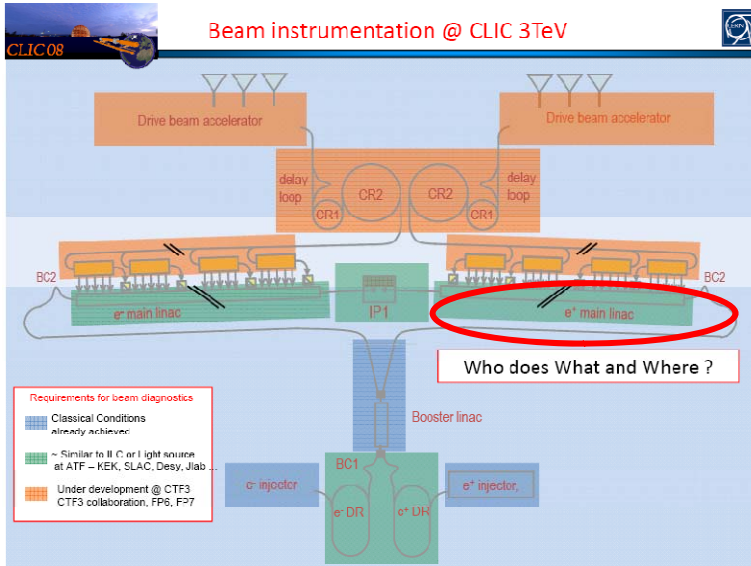 Beam instrumentation @ CLIC 3TeV
CLIC08
CERN
Drive beam accelerator
Drive beam accelerator
delay
loop
CR2
CR2
delay
loop
CR1
CR1
BC2
BC2
e⁻ main linac
IP1
e⁺ main linac
Who does What and Where ?
Requirements for beam diagnostics
Classical Conditions
already achieved
~ Similar to ILC or Light source
at ATF – KEK, SLAC, Desy, Jlab ...
Under development @ CTF3
CTF3 collaboration, FP6, FP7
Booster linac
BC1
e⁻ injector
e⁺ injector,
e⁻ DR
e⁺ DR